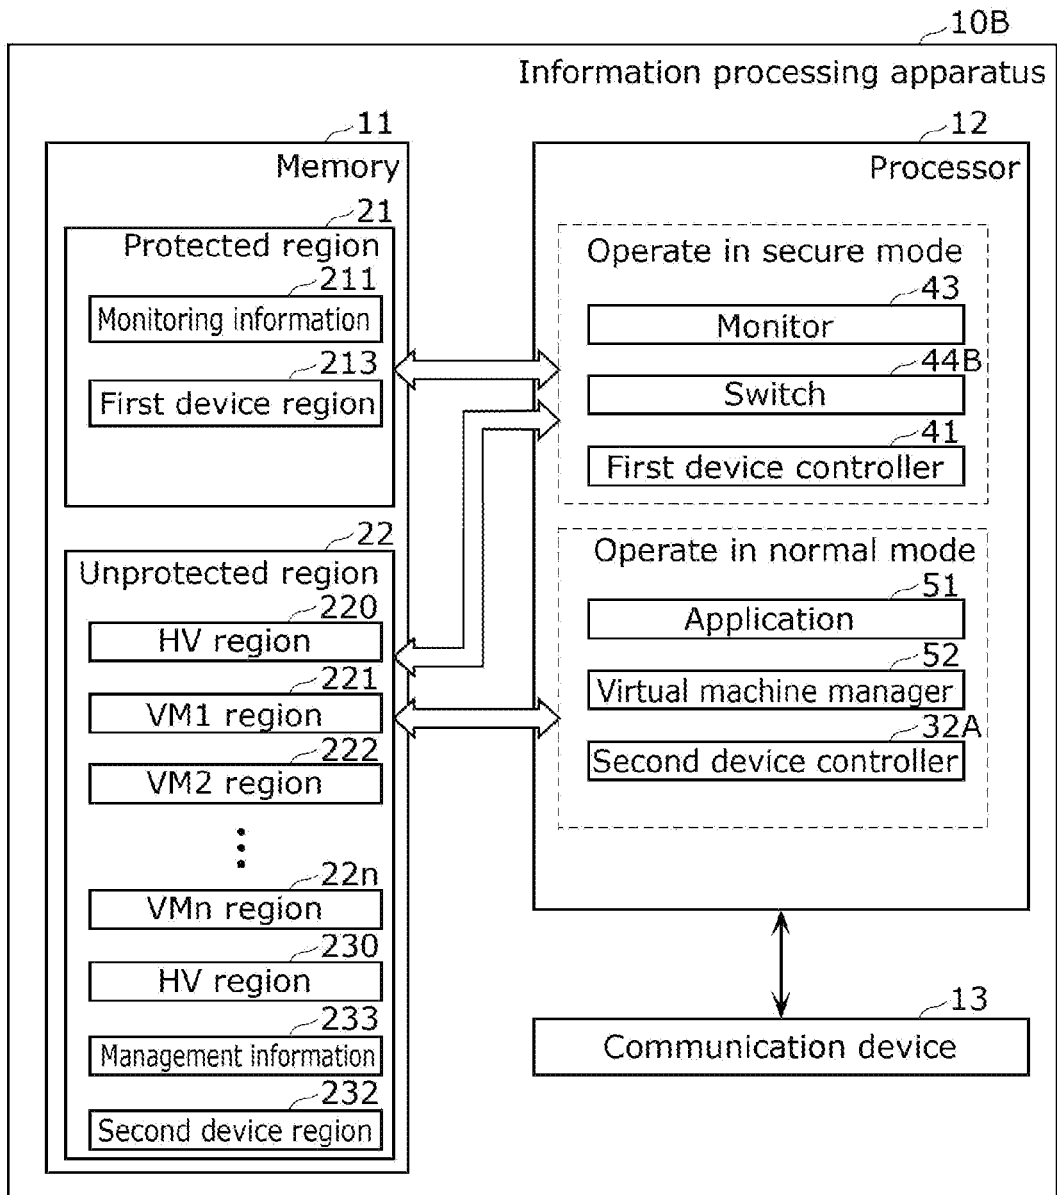 10B
Information processing apparatus
11
Memory
21
Protected region
211
Monitoring information
213
First device region
22
Unprotected region
220
HV region
221
VM1 region
222
VM2 region
22n
VMn region
230
HV region
233
Management information
232
Second device region
12
Processor
Operate in secure mode
43
Monitor
44B
Switch
41
First device controller
Operate in normal mode
51
Application
52
Virtual machine manager
32A
Second device controller
13
Communication device